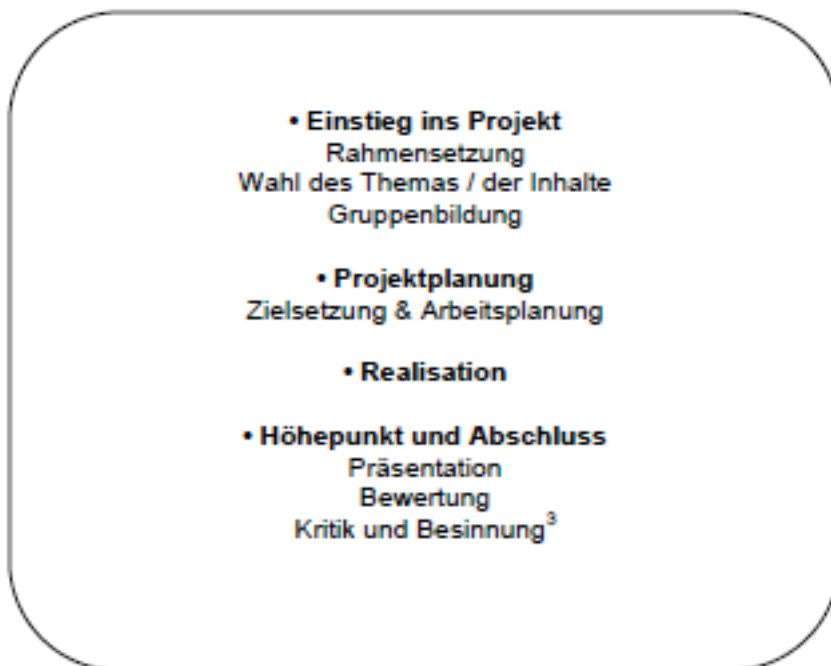 • Einstieg ins Projekt
Rahmensetzung
Wahl des Themas / der Inhalte
Gruppenbildung
• Projektplanung
Zielsetzung & Arbeitsplanung
• Realisation
• Höhepunkt und Abschluss
Präsentation
Bewertung
Kritik und Besinnung³